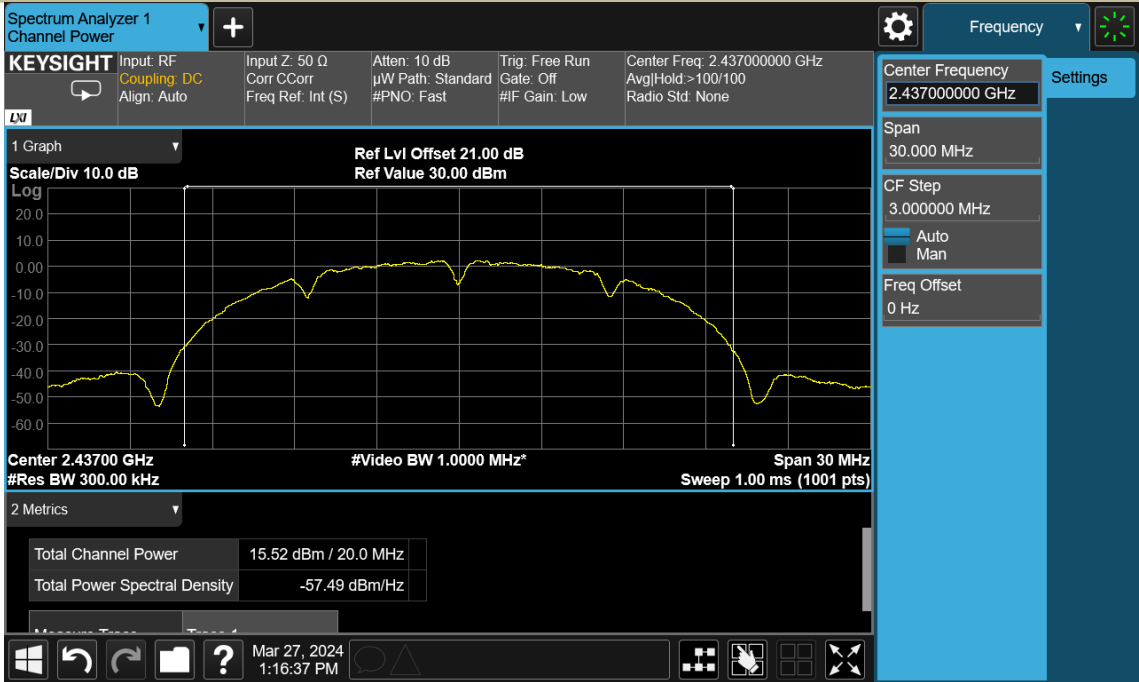 Spectrum Analyzer 1
Channel Power
+
Frequency
KEYSIGHT
LXI
Input: RF
Coupling: DC
Align: Auto
Input Z: 50 Ω
Corr CCorr
Freq Ref: Int (S)
Atten: 10 dB
µW Path: Standard
#PNO: Fast
Trig: Free Run
Gate: Off
#IF Gain: Low
Center Freq: 2.437000000 GHz
Avg|Hold:>100/100
Radio Std: None
1 Graph
Scale/Div 10.0 dB
Ref Lvl Offset 21.00 dB
Ref Value 30.00 dBm
Log
20.0
10.0
0.00
-10.0
-20.0
-30.0
-40.0
-50.0
-60.0
Center 2.43700 GHz
#Res BW 300.00 kHz
#Video BW 1.0000 MHz*
Span 30 MHz
Sweep 1.00 ms (1001 pts)
2 Metrics
Total Channel Power 15.52 dBm / 20.0 MHz
Total Power Spectral Density -57.49 dBm/Hz
Measure Trace Trace 1
?
Mar 27, 2024
1:16:37 PM
Center Frequency
2.437000000 GHz
Span
30.000 MHz
CF Step
3.000000 MHz
Auto
Man
Freq Offset
0 Hz
Settings